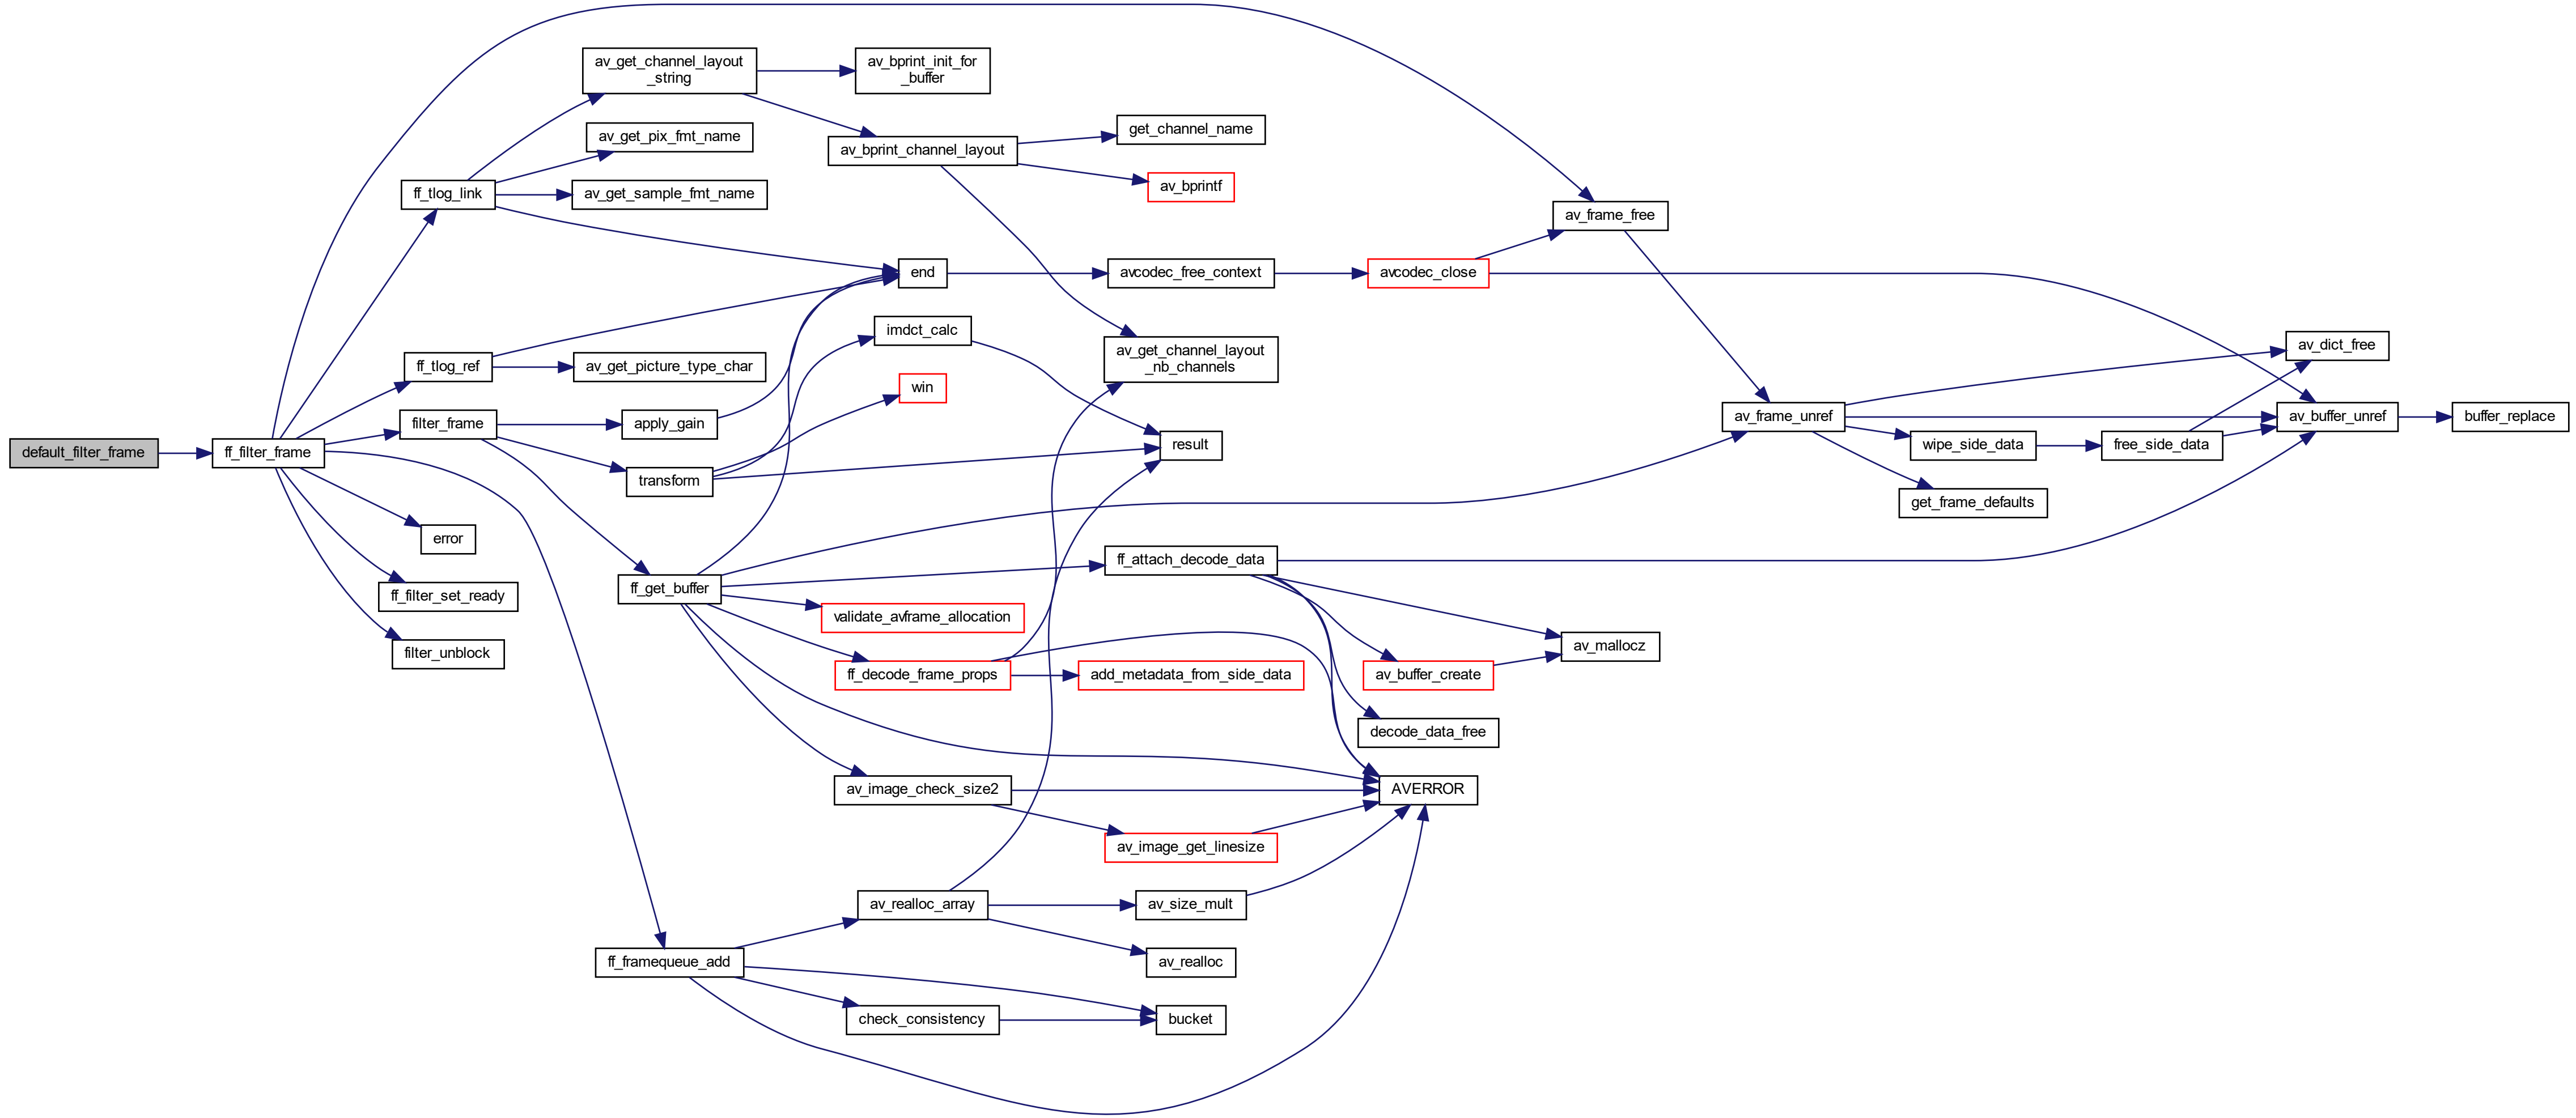 av_get_channel_layout
_string
av_bprint_init_for
_buffer
av_get_pix_fmt_name
get_channel_name
av_bprint_channel_layout
ff_tlog_link
av_get_sample_fmt_name
av_bprintf
av_frame_free
end
avcodec_free_context
avcodec_close
imdct_calc
av_get_channel_layout
_nb_channels
av_dict_free
ff_tlog_ref
av_get_picture_type_char
win
default_filter_frame
ff_filter_frame
filter_frame
apply_gain
transform
result
av_frame_unref
wipe_side_data
free_side_data
av_buffer_unref
buffer_replace
get_frame_defaults
error
ff_filter_set_ready
filter_unblock
ff_get_buffer
ff_attach_decode_data
validate_avframe_allocation
ff_decode_frame_props
add_metadata_from_side_data
av_buffer_create
av_mallocz
decode_data_free
av_image_check_size2
AVERROR
av_image_get_linesize
av_realloc_array
av_size_mult
ff_framequeue_add
av_realloc
check_consistency
bucket